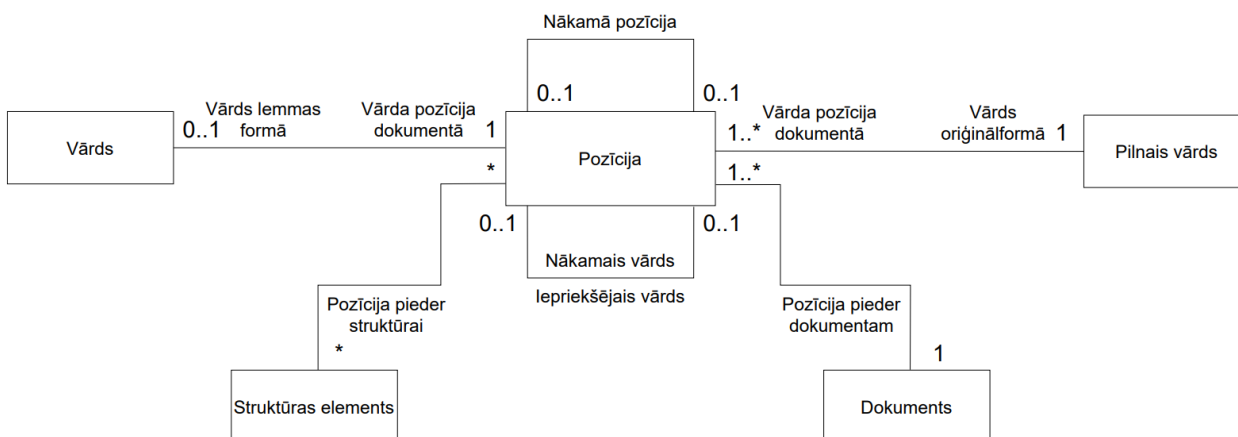 Nākamā pozīcija
0..1
0..1
Vārds lemmas
formā
Vārda pozīcija
dokumentā
Vārda pozīcija
dokumentā
Vārds
oriģinālformā
0..1
1
1..*
1
Vārds
Pozīcija
Pilnais vārds
*
1..*
0..1
0..1
Nākamais vārds
Iepriekšējais vārds
Pozīcija pieder
struktūrai
Pozīcija pieder
dokumentam
*
1
Struktūras elements
Dokuments